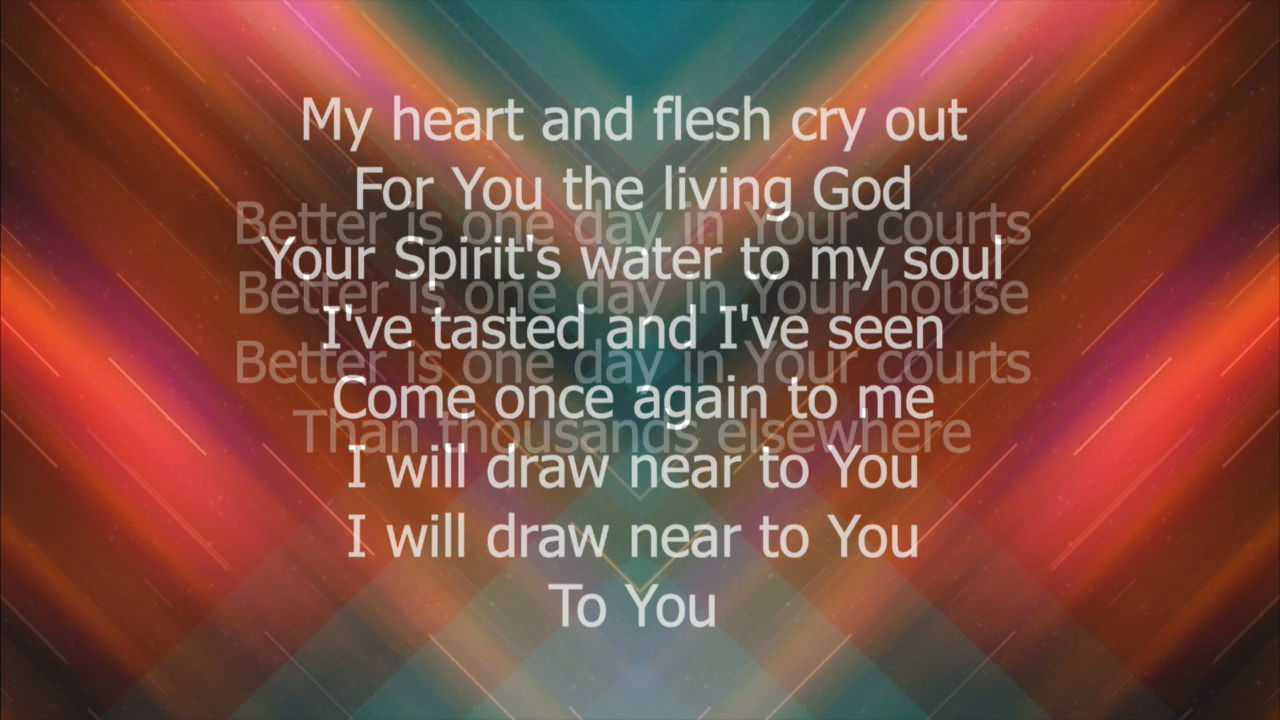 My heart and flesh cry out
For You the living God
Your Spirit's water to my soul
I've tasted and I've seen
Come once again to me
I will draw near to You
I will draw near to You
To You
Better is one day in Your courts
Better is one day in Your house
Better is one day in Your courts
Than thousands elsewhere